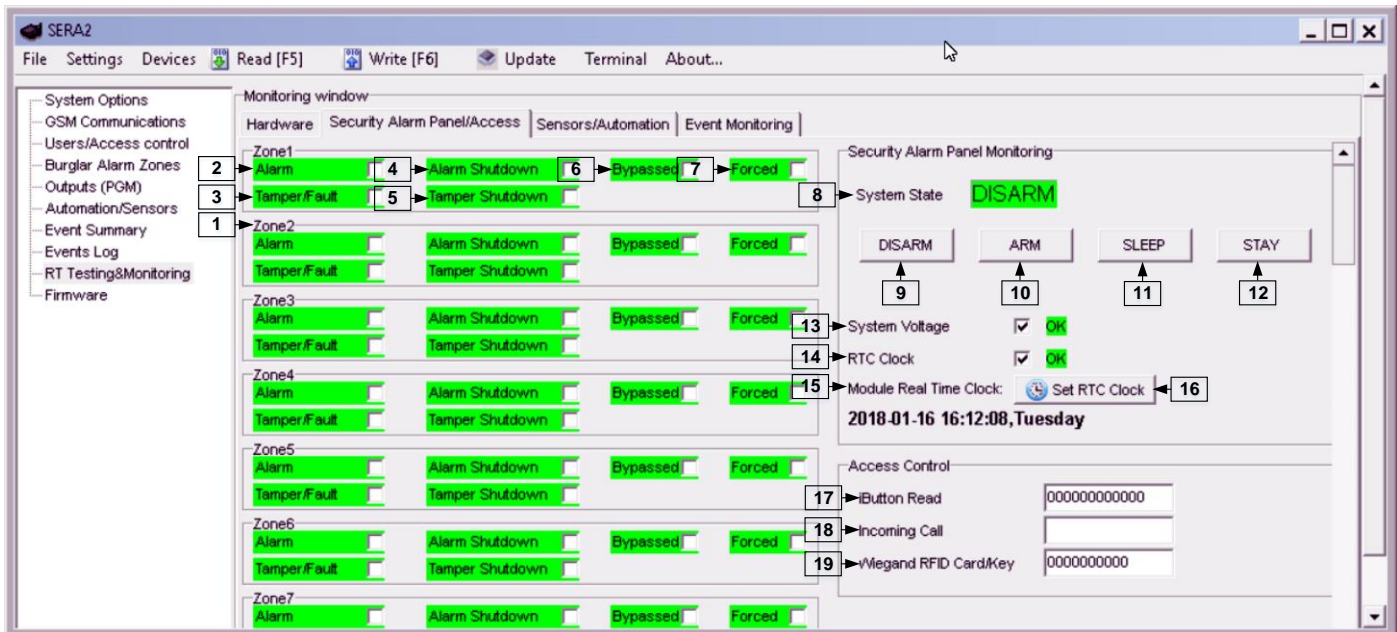 SERA2
File Settings Devices Read [F5] Write [F6] Update Terminal About...
System Options
GSM Communications
Users/Access control
Burglar Alarm Zones
Outputs (PGM)
Automation/Sensors
Event Summary
Events Log
RT Testing&Monitoring
Firmware
Monitoring window
Hardware Security Alarm Panel/Access Sensors/Automation Event Monitoring
Zone1
2 Alarm 4 Alarm Shutdown 6 Bypassed 7 Forced
3 Tamper/Fault 5 Tamper Shutdown
1 Zone2
Alarm Alarm Shutdown Bypassed Forced
Tamper/Fault Tamper Shutdown
Zone3
Alarm Alarm Shutdown Bypassed Forced
Tamper/Fault Tamper Shutdown
Zone4
Alarm Alarm Shutdown Bypassed Forced
Tamper/Fault Tamper Shutdown
Zone5
Alarm Alarm Shutdown Bypassed Forced
Tamper/Fault Tamper Shutdown
Zone6
Alarm Alarm Shutdown Bypassed Forced
Tamper/Fault Tamper Shutdown
Zone7
Alarm Alarm Shutdown Bypassed Forced
Security Alarm Panel Monitoring
8 System State DISARM
DISARM ARM SLEEP STAY
9 10 11 12
13 System Voltage OK
14 RTC Clock OK
15 Module Real Time Clock: Set RTC Clock 16
2018-01-16 16:12:08,Tuesday
Access Control
17 iButton Read 000000000000
18 Incoming Call
19 Wiegand RFID Card/Key 0000000000